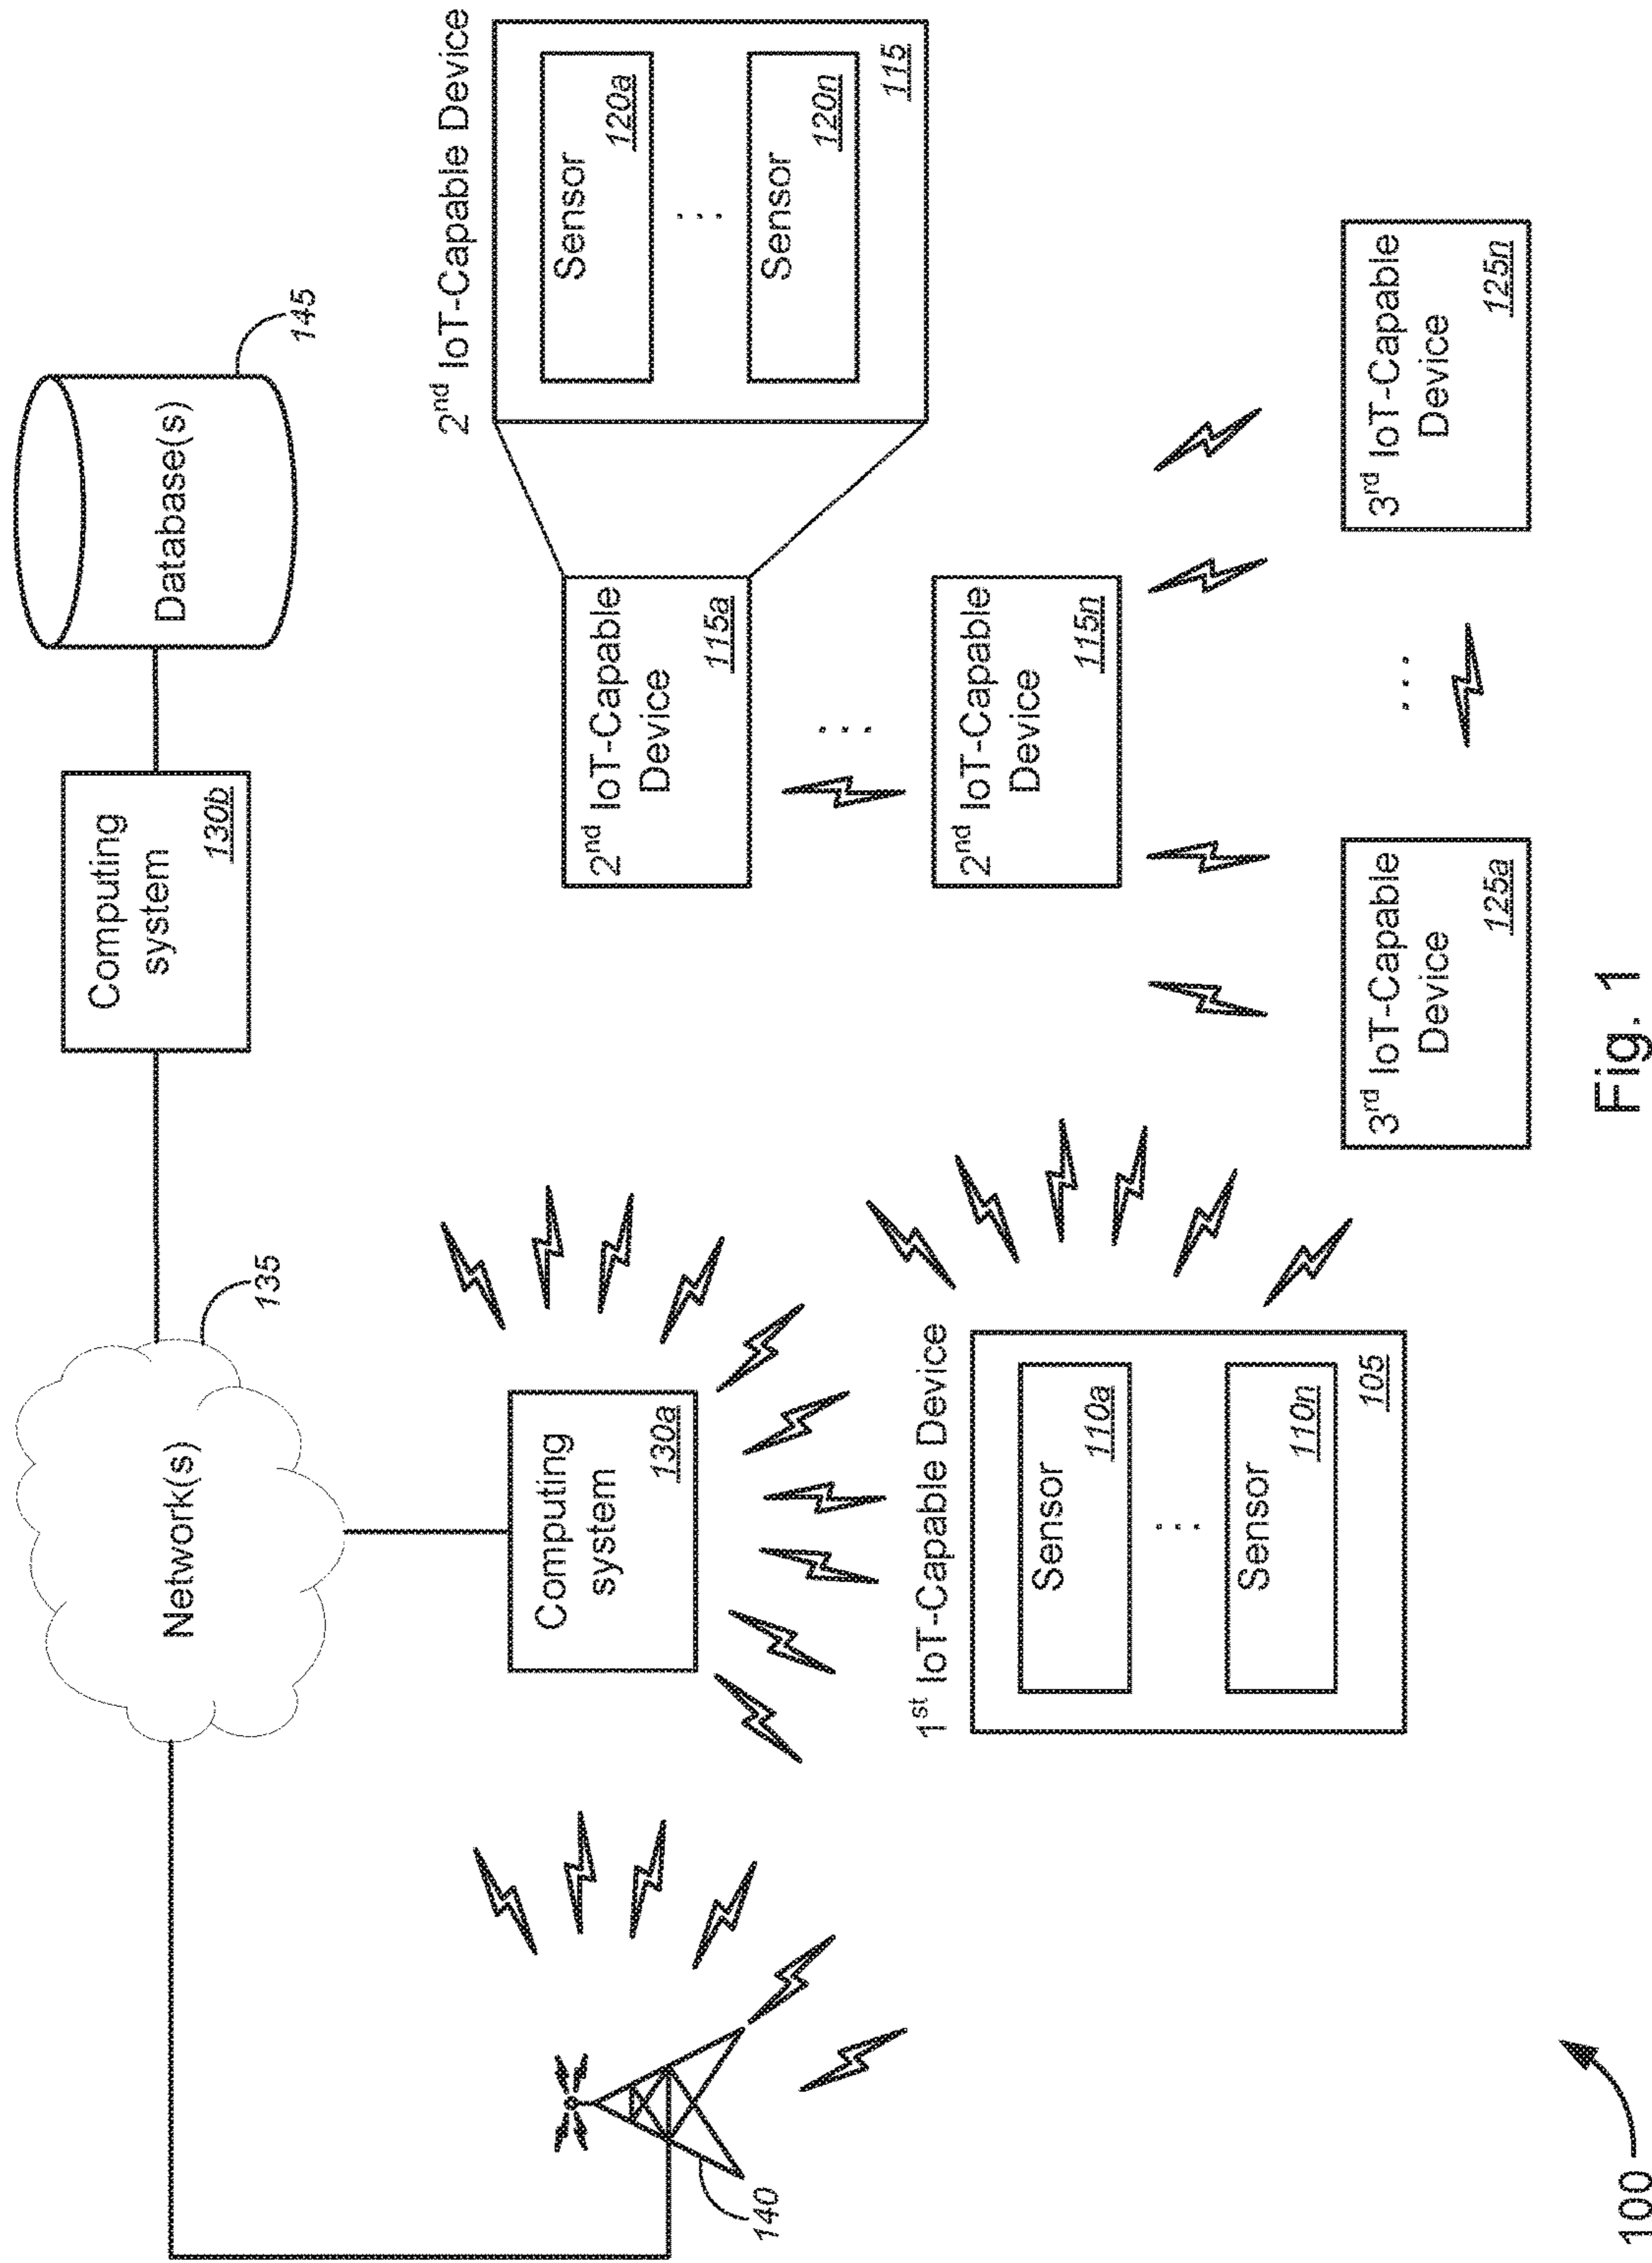 Network(s)
135
Computing
system
130b
Database(s)
145
140
Computing
system
130a
2nd IoT-Capable Device
Sensor
120a
. . .
Sensor
120n
115
2nd IoT-Capable
Device
115a
. . .
2nd IoT-Capable
Device
115n
1st IoT-Capable Device
Sensor
110a
. . .
Sensor
110n
105
3rd IoT-Capable
Device
125a
. . .
3rd IoT-Capable
Device
125n
100
Fig. 1